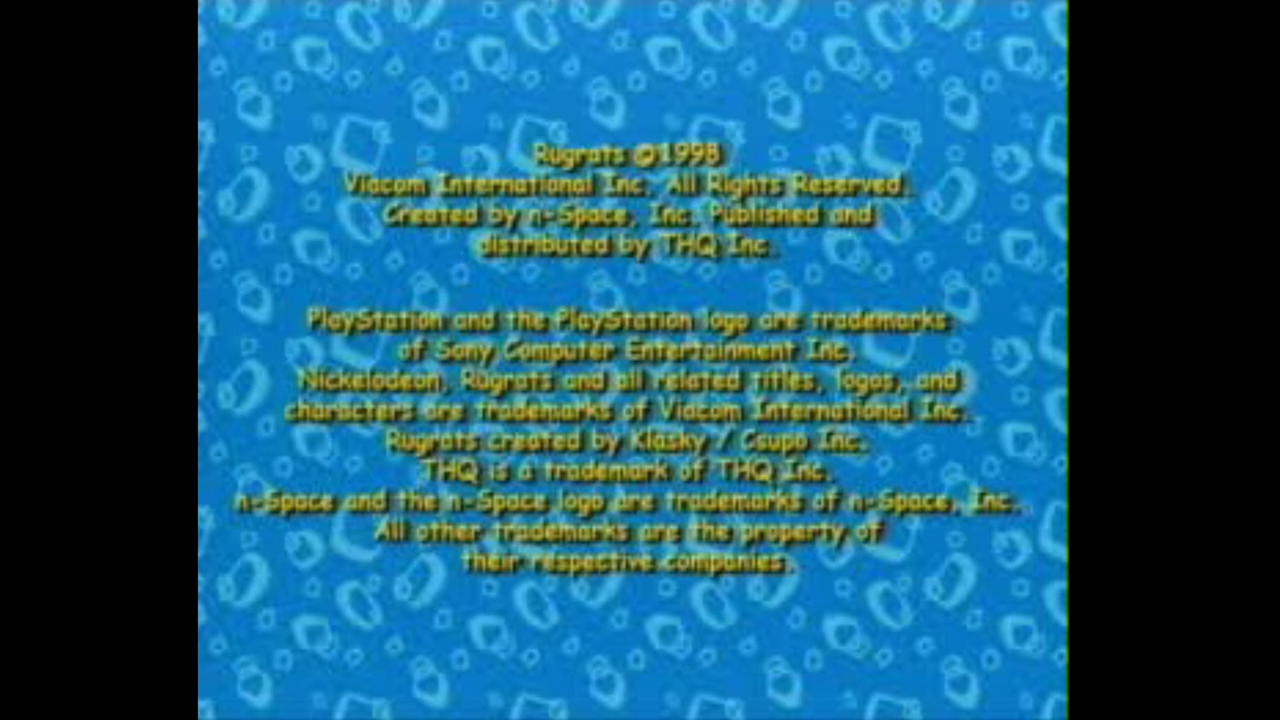 Rugrats ©1998
Viacom International Inc. All Rights Reserved.
Created by n-Space, Inc. Published and
distributed by THQ Inc.
PlayStation and the PlayStation logo are trademarks
of Sony Computer Entertainment Inc.
Nickelodeon, Rugrats and all related titles, logos, and
characters are trademarks of Viacom International Inc.
Rugrats created by Klasky / Csupo Inc.
THQ is a trademark of THQ Inc.
n-Space and the n-Space logo are trademarks of n-Space, Inc.
All other trademarks are the property of
their respective companies.